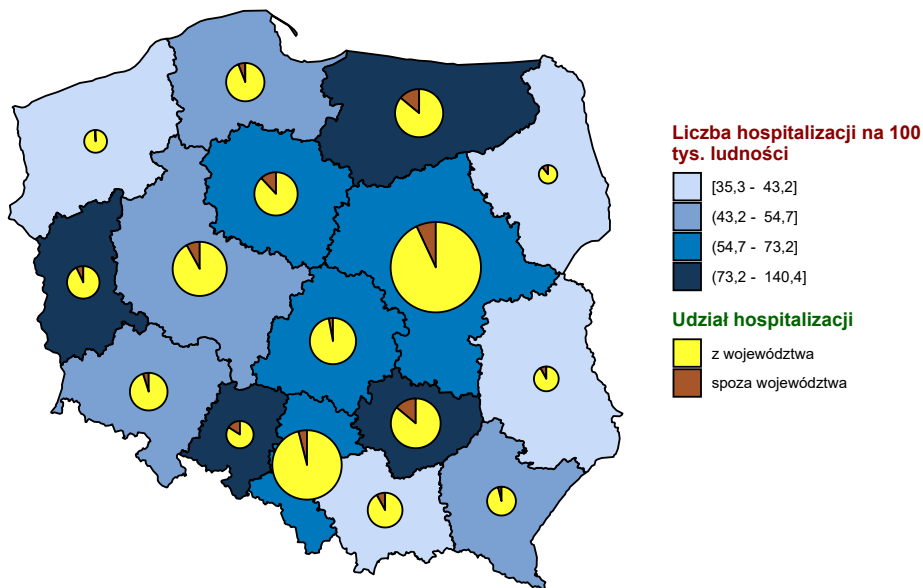 Liczba hospitalizacji na 100
tys. ludności
[35,3 - 43,2]
(43,2 - 54,7]
(54,7 - 73,2]
(73,2 - 140,4]
Udział hospitalizacji
z województwa
spoza województwa